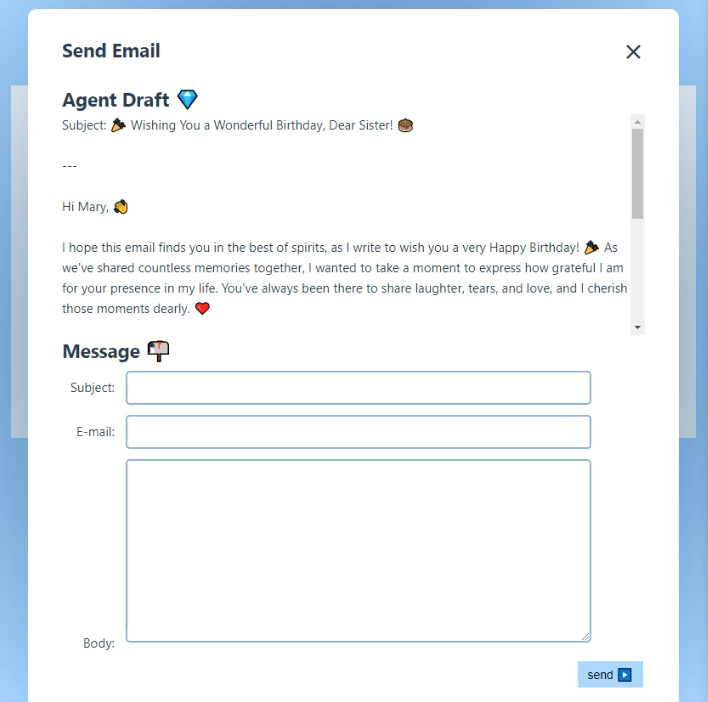 Send Email
Agent Draft 💎
Subject: 🎉 Wishing You a Wonderful Birthday, Dear Sister! 🎂
---
Hi Mary, 👋
I hope this email finds you in the best of spirits, as I write to wish you a very Happy Birthday! 🎉 As
we've shared countless memories together, I wanted to take a moment to express how grateful I am
for your presence in my life. You've always been there to share laughter, tears, and love, and I cherish
those moments dearly. ❤️
Message 📬
Subject:
E-mail:
Body:
send ▶️